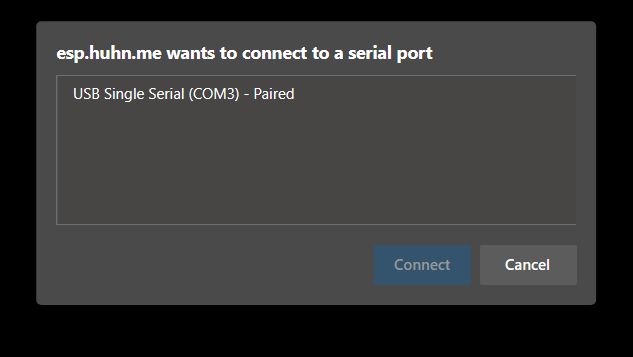 esp.huhn.me wants to connect to a serial port
USB Single Serial (COM3) - Paired
Connect
Cancel